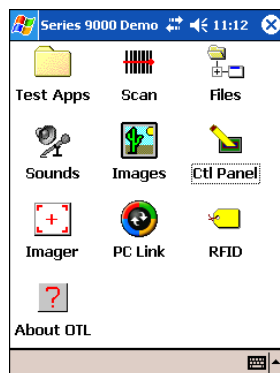 Series 9000 Demo 11:12
Test Apps Scan Files
Sounds Images Ctl Panel
Imager PC Link RFID
?
About OTL